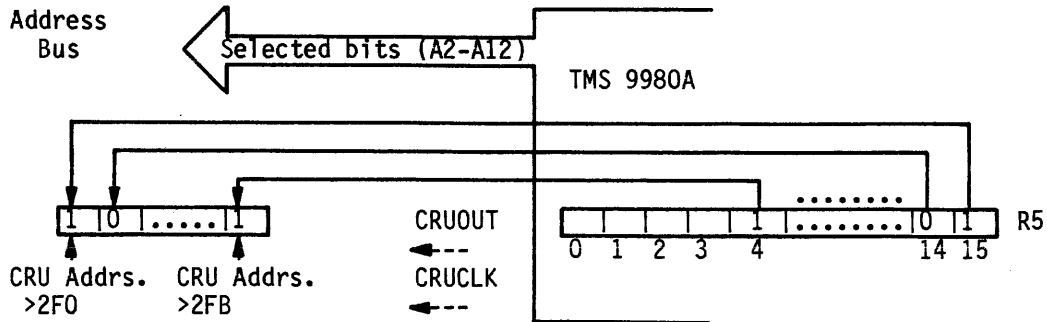 Address
Bus
Selected bits (A2-A12)
TMS 9980A
1 0 ..... 1
CRUOUT
1 ........ 0 1 R5
........
0 1 2 3 4 14 15
CRU Addrs.
>2F0
CRU Addrs.
>2FB
CRUCLK